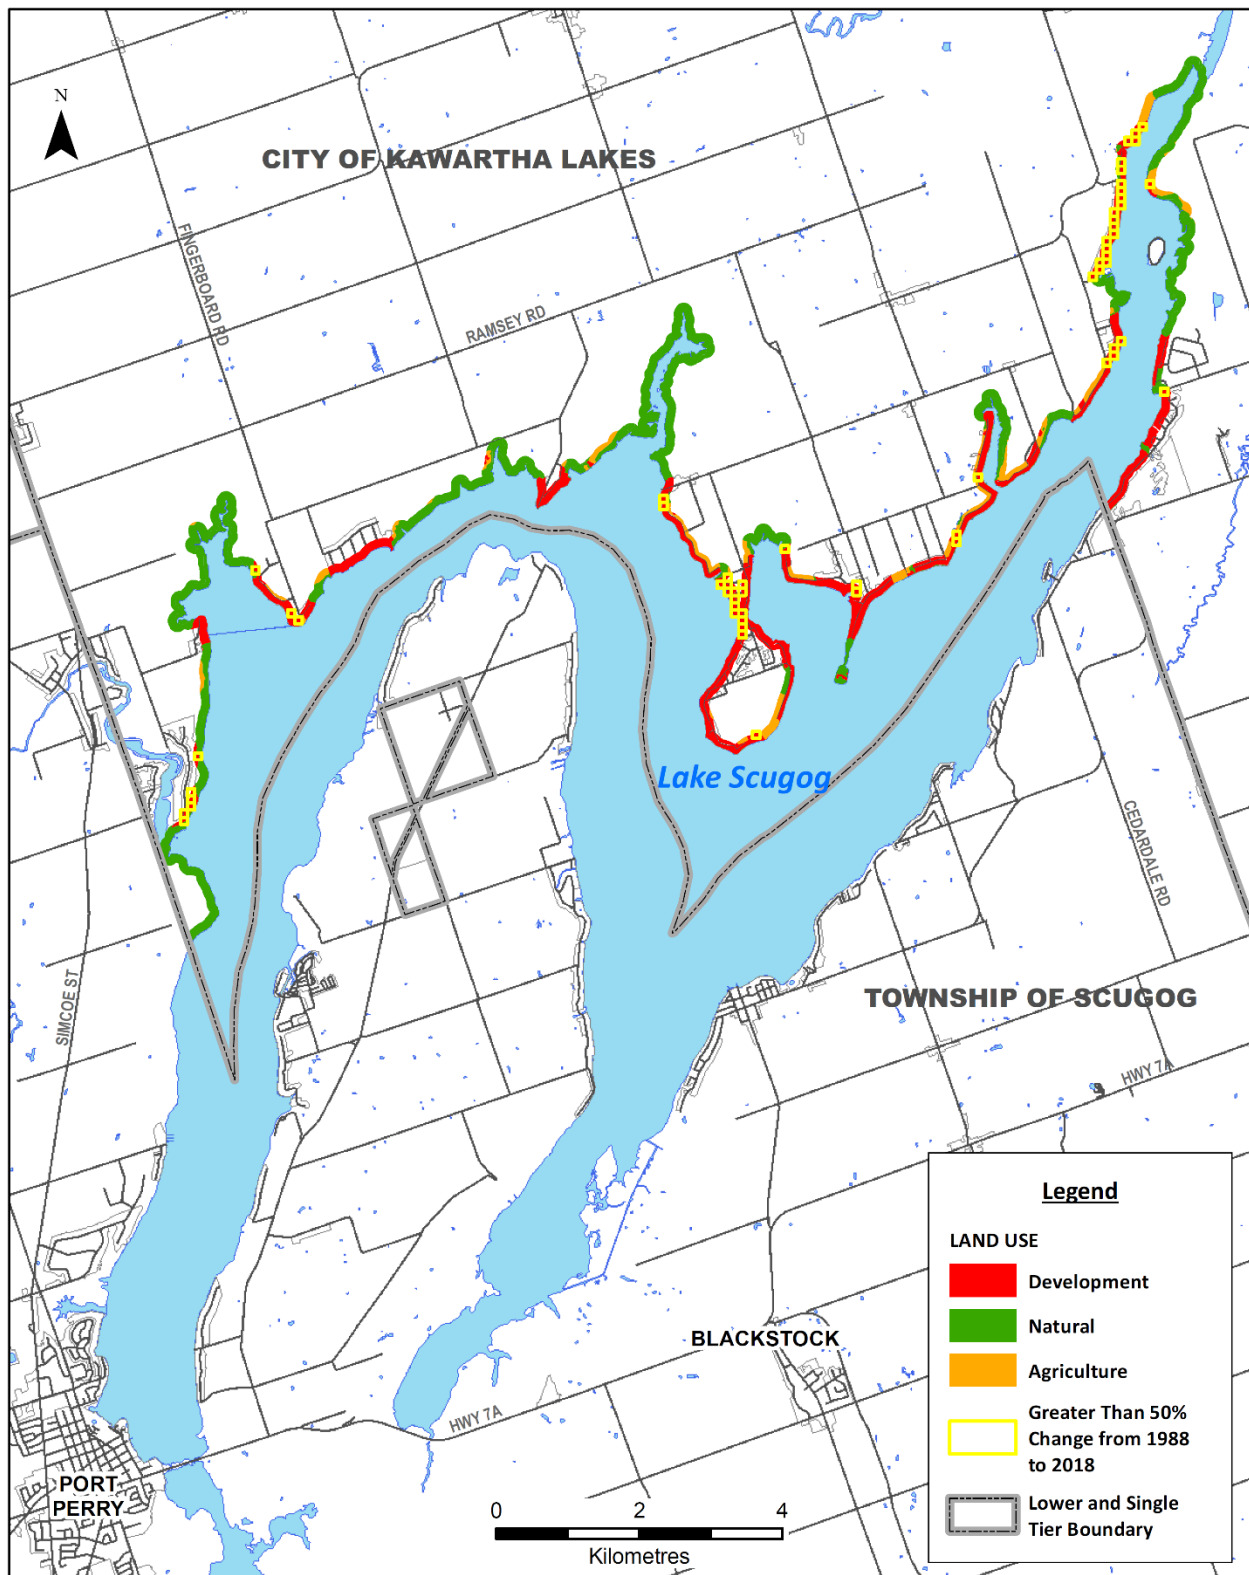 N
CITY OF KAWARTHA LAKES
FINGERBOARD RD
RAMSEY RD
Lake Scugog
CEDARDALE RD
SIMCOE ST
TOWNSHIP OF SCUGOG
HWY 7A
BLACKSTOCK
HWY 7A
PORT
PERRY
0 2 4
Kilometres
Legend
LAND USE
Development
Natural
Agriculture
Greater Than 50%
Change from 1988
to 2018
Lower and Single
Tier Boundary